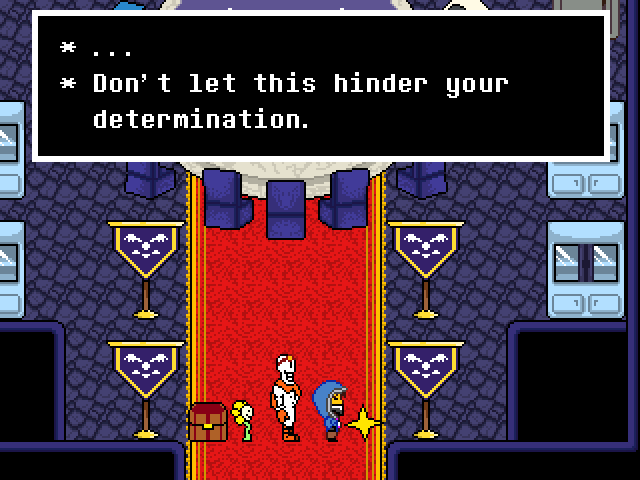 * ...
* Don't let this hinder your
determination.